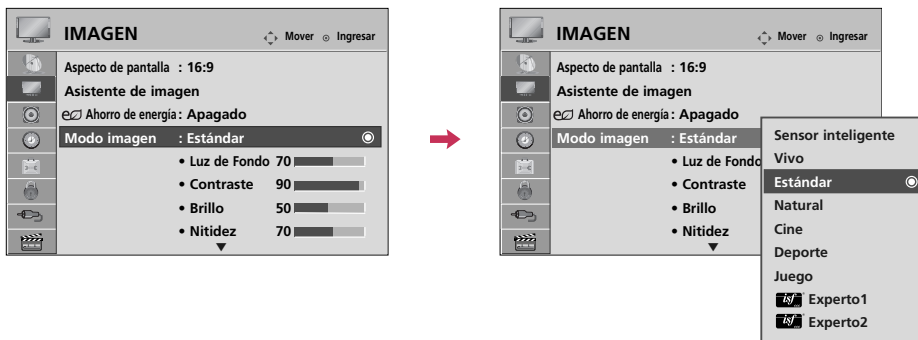 IMAGEN Mover Ingresar
Aspecto de pantalla : 16:9
Asistente de imagen
Ahorro de energía : Apagado
Modo imagen : Estándar
• Luz de Fondo 70
• Contraste 90
• Brillo 50
• Nitidez 70
IMAGEN Mover Ingresar
Aspecto de pantalla : 16:9
Asistente de imagen
Ahorro de energía : Apagado
Modo imagen : Estándar
• Luz de Fondo
• Contraste
• Brillo
• Nitidez
Sensor inteligente
Vivo
Estándar
Natural
Cine
Deporte
Juego
isf Experto1
isf Experto2